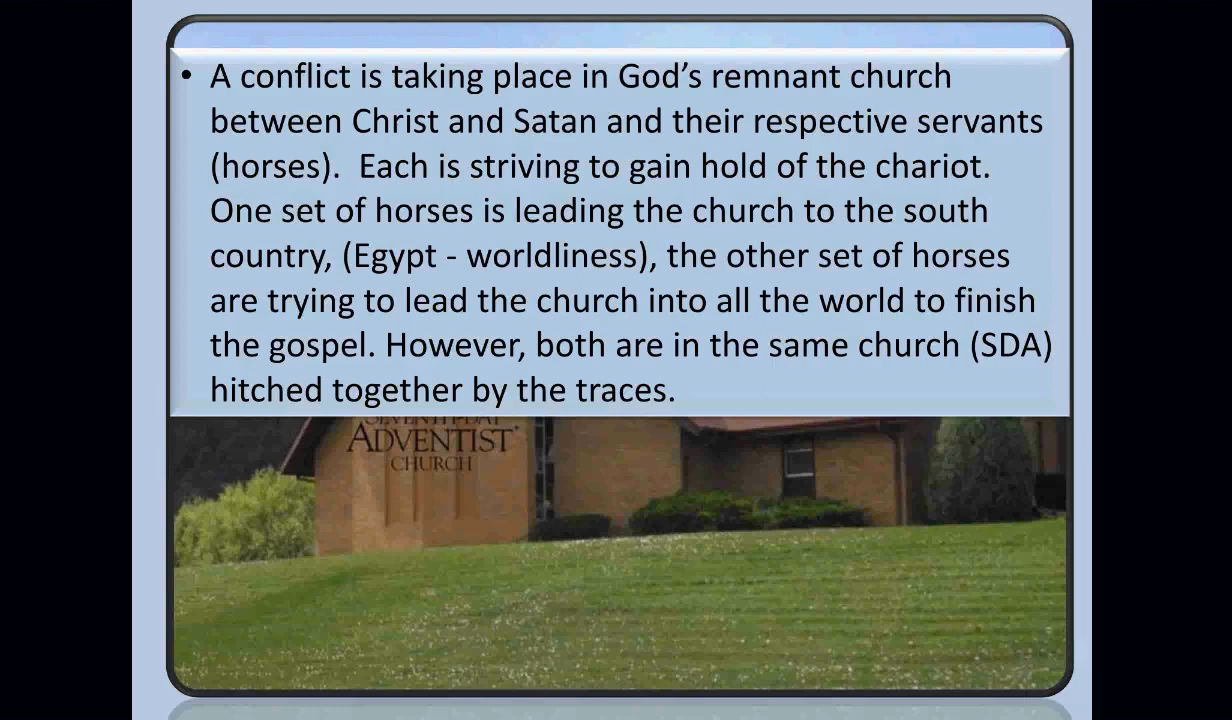 • A conflict is taking place in God’s remnant church
between Christ and Satan and their respective servants
(horses).  Each is striving to gain hold of the chariot.
One set of horses is leading the church to the south
country, (Egypt - worldliness), the other set of horses
are trying to lead the church into all the world to finish
the gospel. However, both are in the same church (SDA)
hitched together by the traces.
SEVENTH-DAY
ADVENTIST
CHURCH